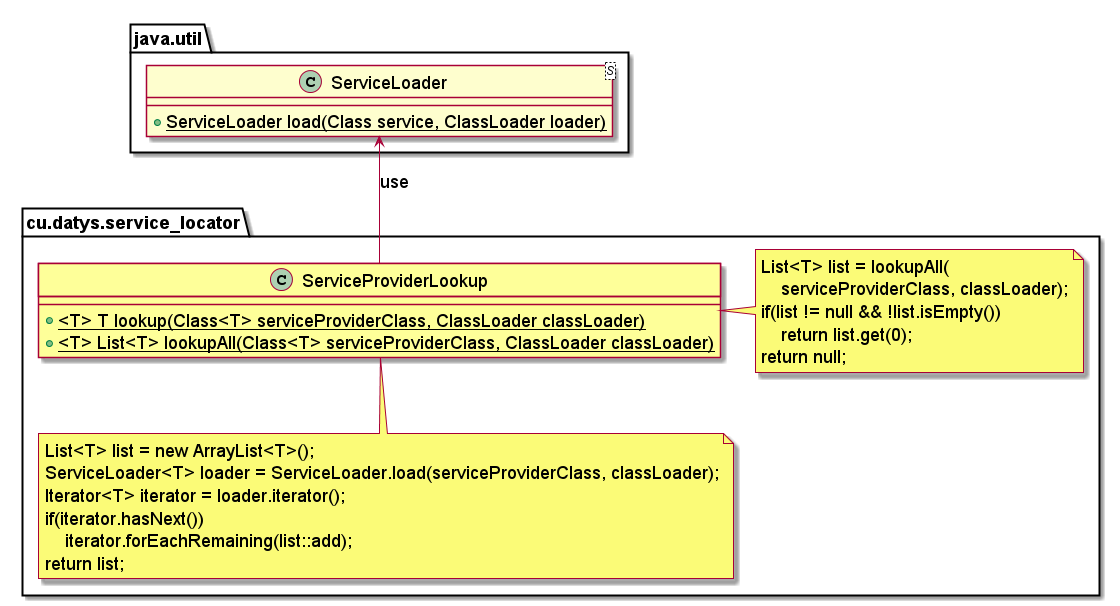 java.util
C ServiceLoader
S
ServiceLoader load(Class service, ClassLoader loader)
use
cu.datys.service_locator
C ServiceProviderLookup
<T> T lookup(Class<T> serviceProviderClass, ClassLoader classLoader)
<T> List<T> lookupAll(Class<T> serviceProviderClass, ClassLoader classLoader)
List<T> list = lookupAll(
serviceProviderClass, classLoader);
if(list != null && !list.isEmpty())
return list.get(0);
return null;
List<T> list = new ArrayList<T>();
ServiceLoader<T> loader = ServiceLoader.load(serviceProviderClass, classLoader);
Iterator<T> iterator = loader.iterator();
if(iterator.hasNext())
iterator.forEachRemaining(list::add);
return list;